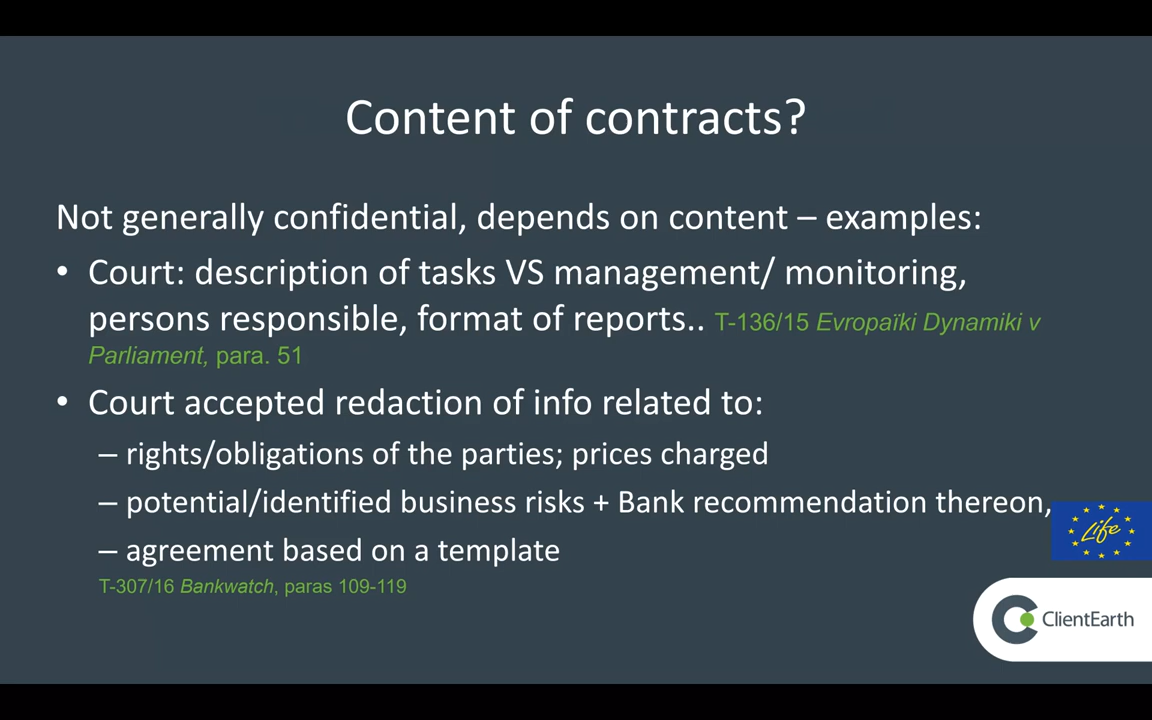 Content of contracts?
Not generally confidential, depends on content – examples:
• Court: description of tasks VS management/ monitoring,
persons responsible, format of reports.. T-136/15 Evropaïki Dynamiki v
Parliament, para. 51
• Court accepted redaction of info related to:
– rights/obligations of the parties; prices charged
– potential/identified business risks + Bank recommendation thereon,
– agreement based on a template
T-307/16 Bankwatch, paras 109-119
Life
ClientEarth